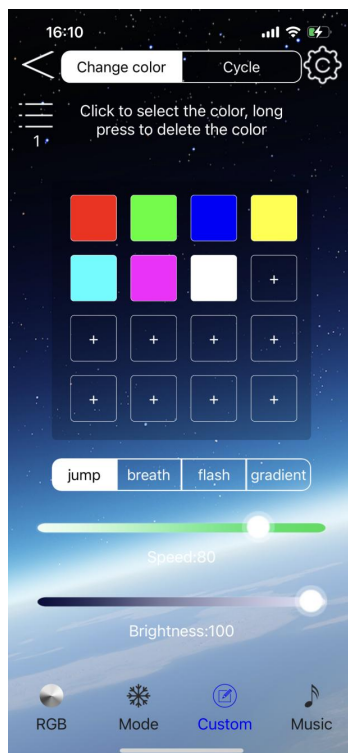 16:10
Change color
Cycle
1
Click to select the color, long
press to delete the color
+
+ + + +
+ + + +
jump
breath
flash
gradient
Speed:80
Brightness:100
RGB
Mode
Custom
Music